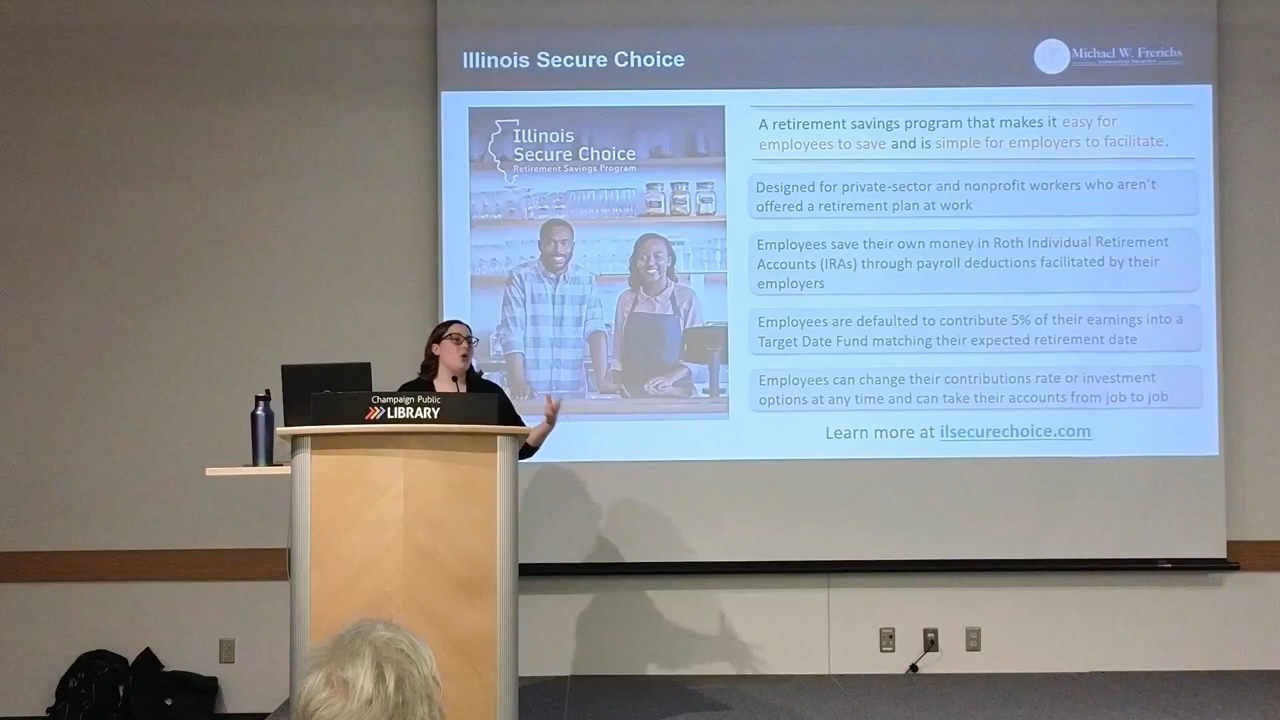 Illinois Secure Choice
Michael W. Frerichs
Illinois
Secure Choice
Retirement Savings Program
A retirement savings program that makes it easy for
employees to save and is simple for employers to facilitate.
Designed for private-sector and nonprofit workers who aren't
offered a retirement plan at work
Employees save their own money in Roth Individual Retirement
Accounts (IRAs) through payroll deductions facilitated by their
employers
Employees are defaulted to contribute 5% of their earnings into a
Target Date Fund matching their expected retirement date
Employees can change their contributions rate or investment
options at any time and can take their accounts from job to job
Learn more at ilsecurechoice.com
Champaign Public
LIBRARY